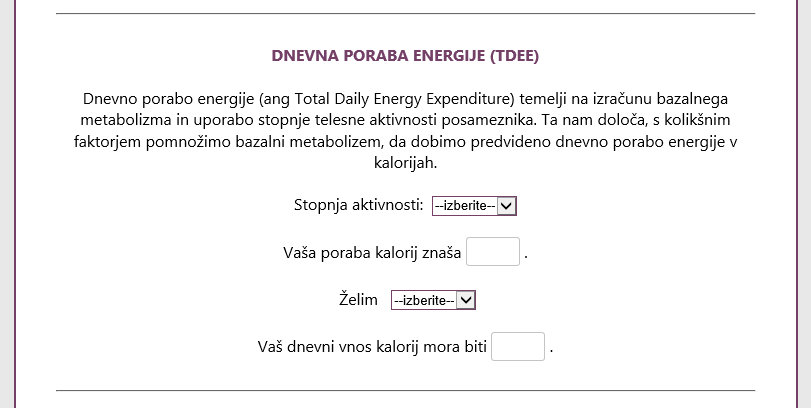 DNEVNA PORABA ENERGIJE (TDEE)
Dnevno porabo energije (ang Total Daily Energy Expenditure) temelji na izračunu bazalnega
metabolizma in uporabo stopnje telesne aktivnosti posameznika. Ta nam določa, s kolikšnim
faktorjem pomnožimo bazalni metabolizem, da dobimo predvideno dnevno porabo energije v
kalorijah.
Stopnja aktivnosti: --izberite--
Vaša poraba kalorij znaša .
Želim --izberite--
Vaš dnevni vnos kalorij mora biti .